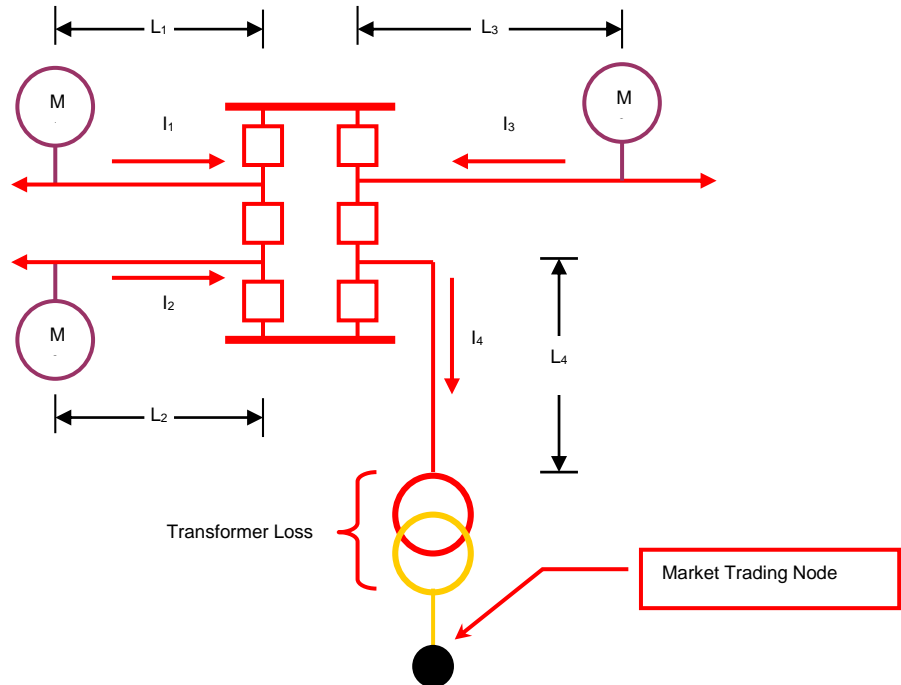 L₁
L₃
M
M
I₁
I₃
I₂
M
I₄
L₄
L₂
Transformer Loss
Market Trading Node